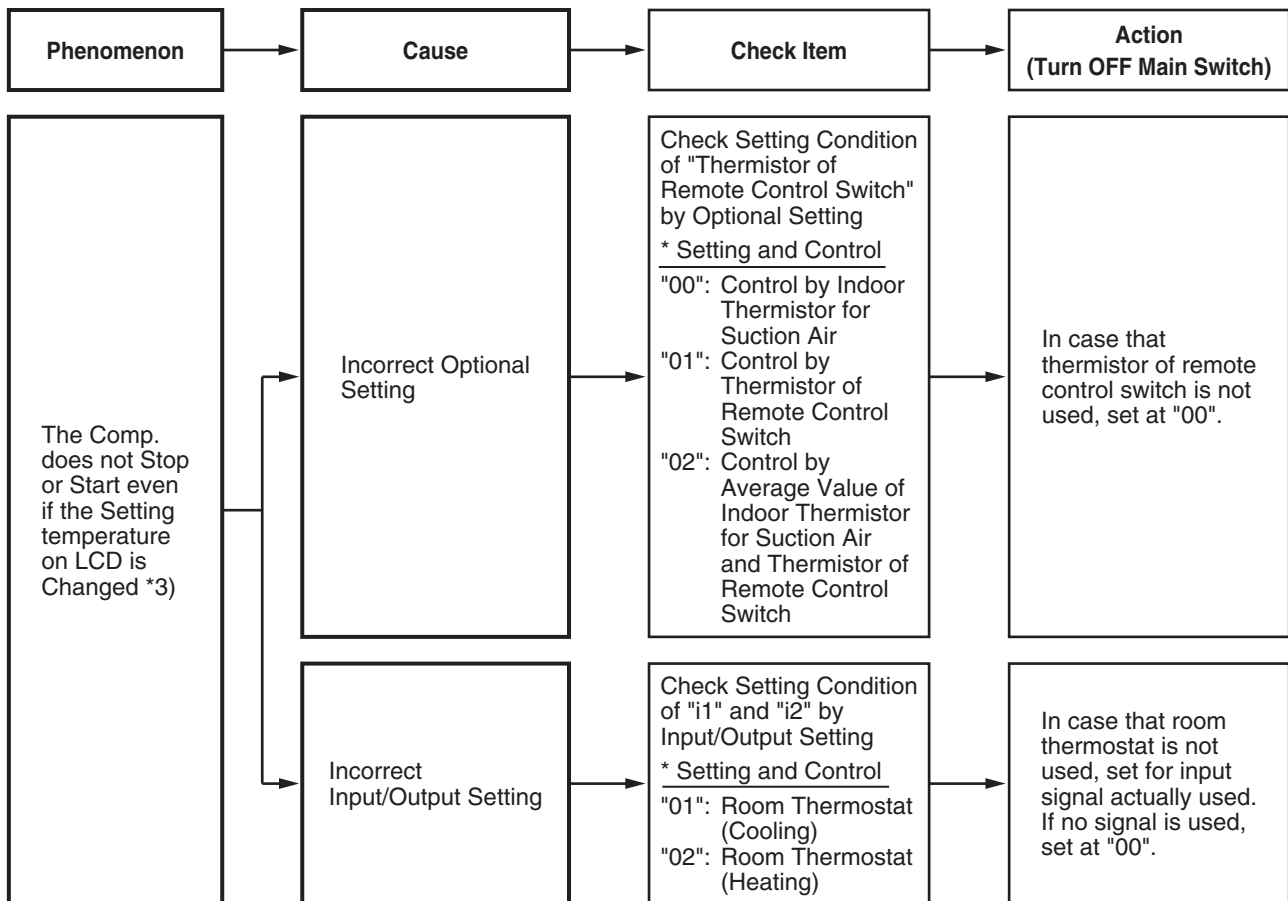 Phenomenon
Cause
Check Item
Action
(Turn OFF Main Switch)
The Comp.
does not Stop
or Start even
if the Setting
temperature
on LCD is
Changed *3)
Incorrect Optional
Setting
Check Setting Condition
of "Thermistor of
Remote Control Switch"
by Optional Setting
* Setting and Control
"00": Control by Indoor
Thermistor for
Suction Air
"01": Control by
Thermistor of
Remote Control
Switch
"02": Control by
Average Value of
Indoor Thermistor
for Suction Air
and Thermistor of
Remote Control
Switch
In case that
thermistor of remote
control switch is not
used, set at "00".
Incorrect
Input/Output Setting
Check Setting Condition
of "i1" and "i2" by
Input/Output Setting
* Setting and Control
"01": Room Thermostat
(Cooling)
"02": Room Thermostat
(Heating)
In case that room
thermostat is not
used, set for input
signal actually used.
If no signal is used,
set at "00".